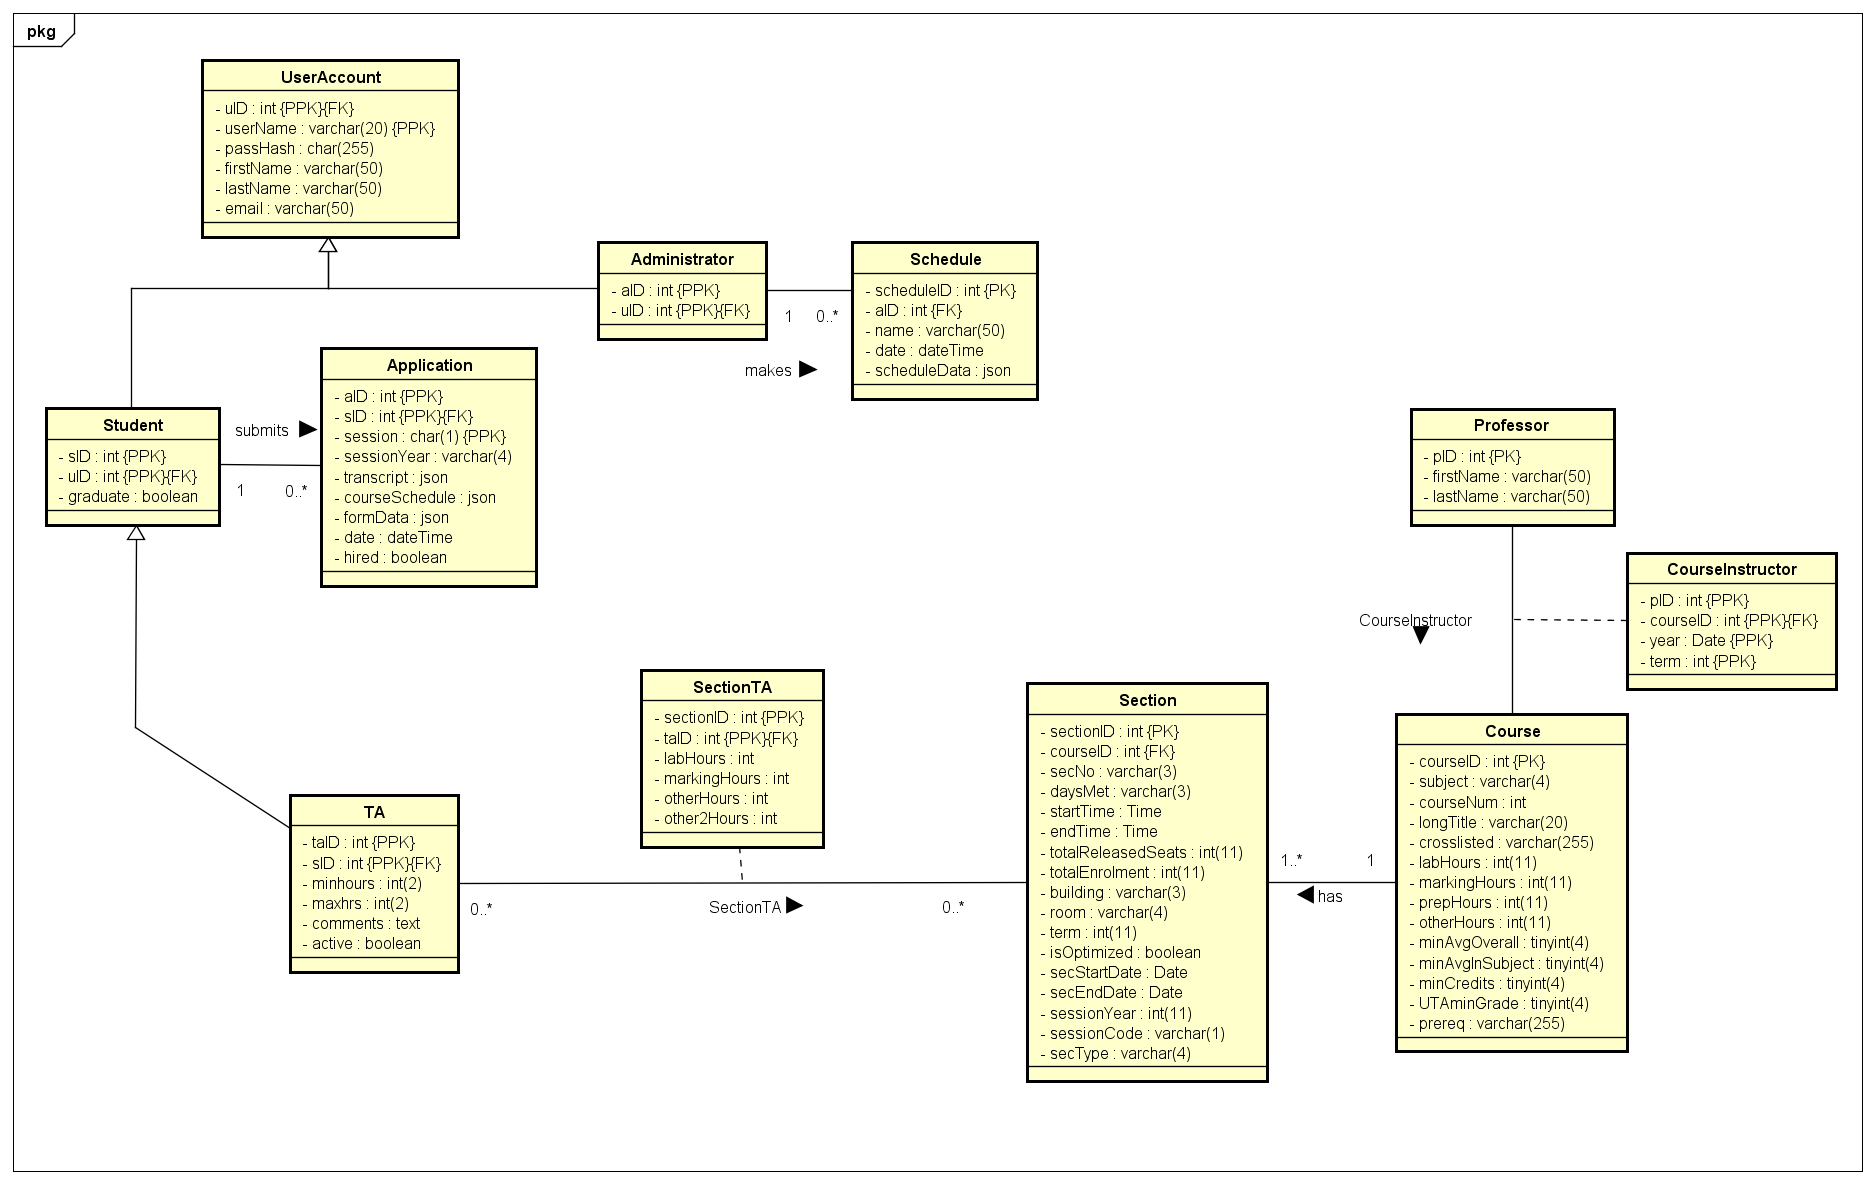 pkg
UserAccount
- uID : int {PPK}{FK}
- userName : varchar(20) {PPK}
- passHash : char(255)
- firstName : varchar(50)
- lastName : varchar(50)
- email : varchar(50)
Administrator
- aID : int {PPK}
- uID : int {PPK}{FK}
1
0..*
makes
Schedule
- scheduleID : int {PK}
- aID : int {FK}
- name : varchar(50)
- date : dateTime
- scheduleData : json
Student
- sID : int {PPK}
- uID : int {PPK}{FK}
- graduate : boolean
submits
1
0..*
Application
- aID : int {PPK}
- sID : int {PPK}{FK}
- session : char(1) {PPK}
- sessionYear : varchar(4)
- transcript : json
- courseSchedule : json
- formData : json
- date : dateTime
- hired : boolean
Professor
- pID : int {PK}
- firstName : varchar(50)
- lastName : varchar(50)
CourseInstructor
CourseInstructor
- pID : int {PPK}
- courseID : int {PPK}{FK}
- year : Date {PPK}
- term : int {PPK}
TA
- taID : int {PPK}
- sID : int {PPK}{FK}
- minhours : int(2)
- maxhrs : int(2)
- comments : text
- active : boolean
0..*
SectionTA
- sectionID : int {PPK}
- taID : int {PPK}{FK}
- labHours : int
- markingHours : int
- otherHours : int
- other2Hours : int
SectionTA
0..*
Section
- sectionID : int {PK}
- courseID : int {FK}
- secNo : varchar(3)
- daysMet : varchar(3)
- startTime : Time
- endTime : Time
- totalReleasedSeats : int(11)
- totalEnrolment : int(11)
- building : varchar(3)
- room : varchar(4)
- term : int(11)
- isOptimized : boolean
- secStartDate : Date
- secEndDate : Date
- sessionYear : int(11)
- sessionCode : varchar(1)
- secType : varchar(4)
1..*
1
has
Course
- courseID : int {PK}
- subject : varchar(4)
- courseNum : int
- longTitle : varchar(20)
- crosslisted : varchar(255)
- labHours : int(11)
- markingHours : int(11)
- prepHours : int(11)
- otherHours : int(11)
- minAvgOverall : tinyint(4)
- minAvgInSubject : tinyint(4)
- minCredits : tinyint(4)
- UTAminGrade : tinyint(4)
- prereq : varchar(255)